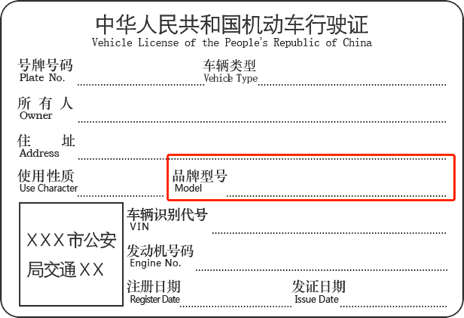 中华人民共和国机动车行驶证
Vehicle License of the People's Republic of China
号牌号码 车辆类型
Plate No. Vehicle Type
所有人
Owner
住址
Address
使用性质 品牌型号
Use Character Model
车辆识别代号
VIN
XXX市公安
局交通XX
发动机号码
Engine No.
注册日期 发证日期
Register Date Issue Date